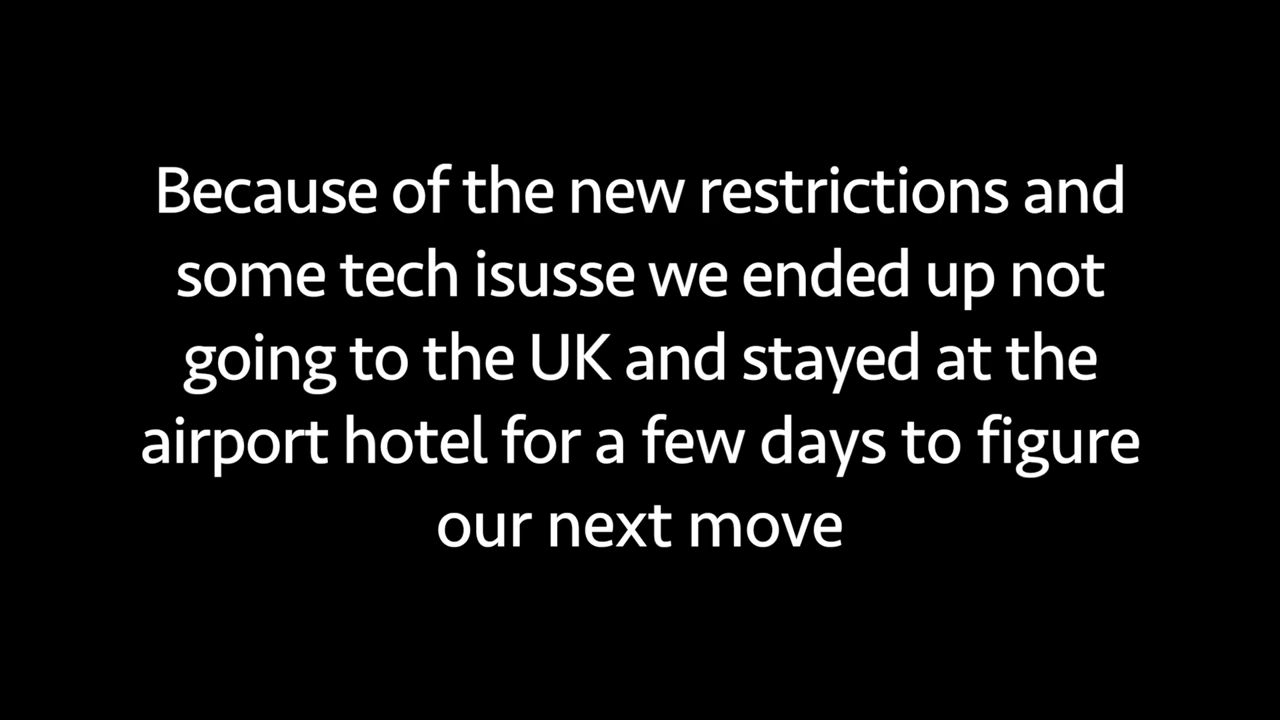 Because of the new restrictions and
some tech isusse we ended up not
going to the UK and stayed at the
airport hotel for a few days to figure
our next move